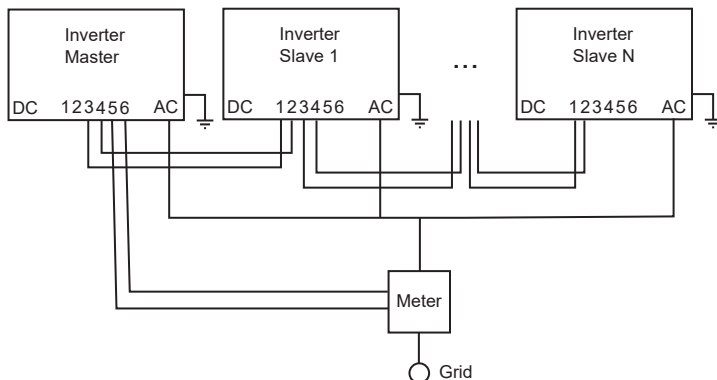 Inverter
Master
DC 123456 AC
Inverter
Slave 1
DC 123456 AC
...
Inverter
Slave N
DC 123456 AC
Meter
Grid